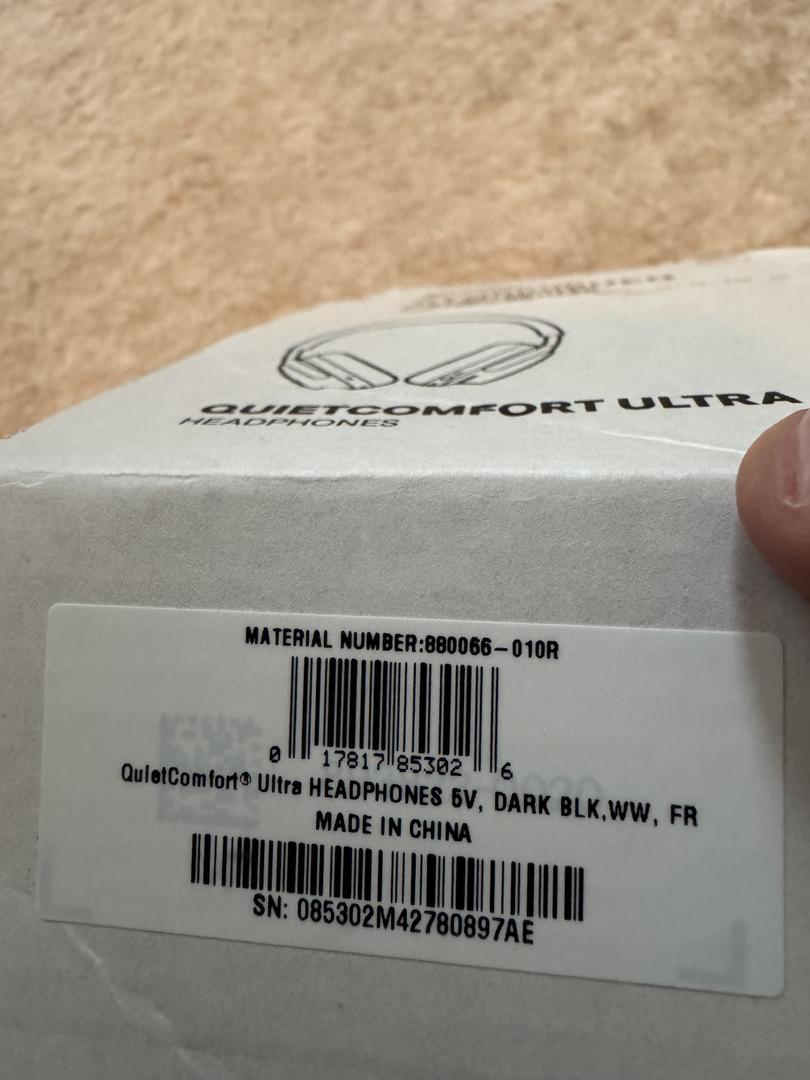 QUIETCOMFORT ULTRA
HEADPHONES
MATERIAL NUMBER:880066-010R
0 17817 85302 6
QuietComfort® Ultra HEADPHONES 5V, DARK BLK,WW, FR
MADE IN CHINA
SN: 085302M42780897AE